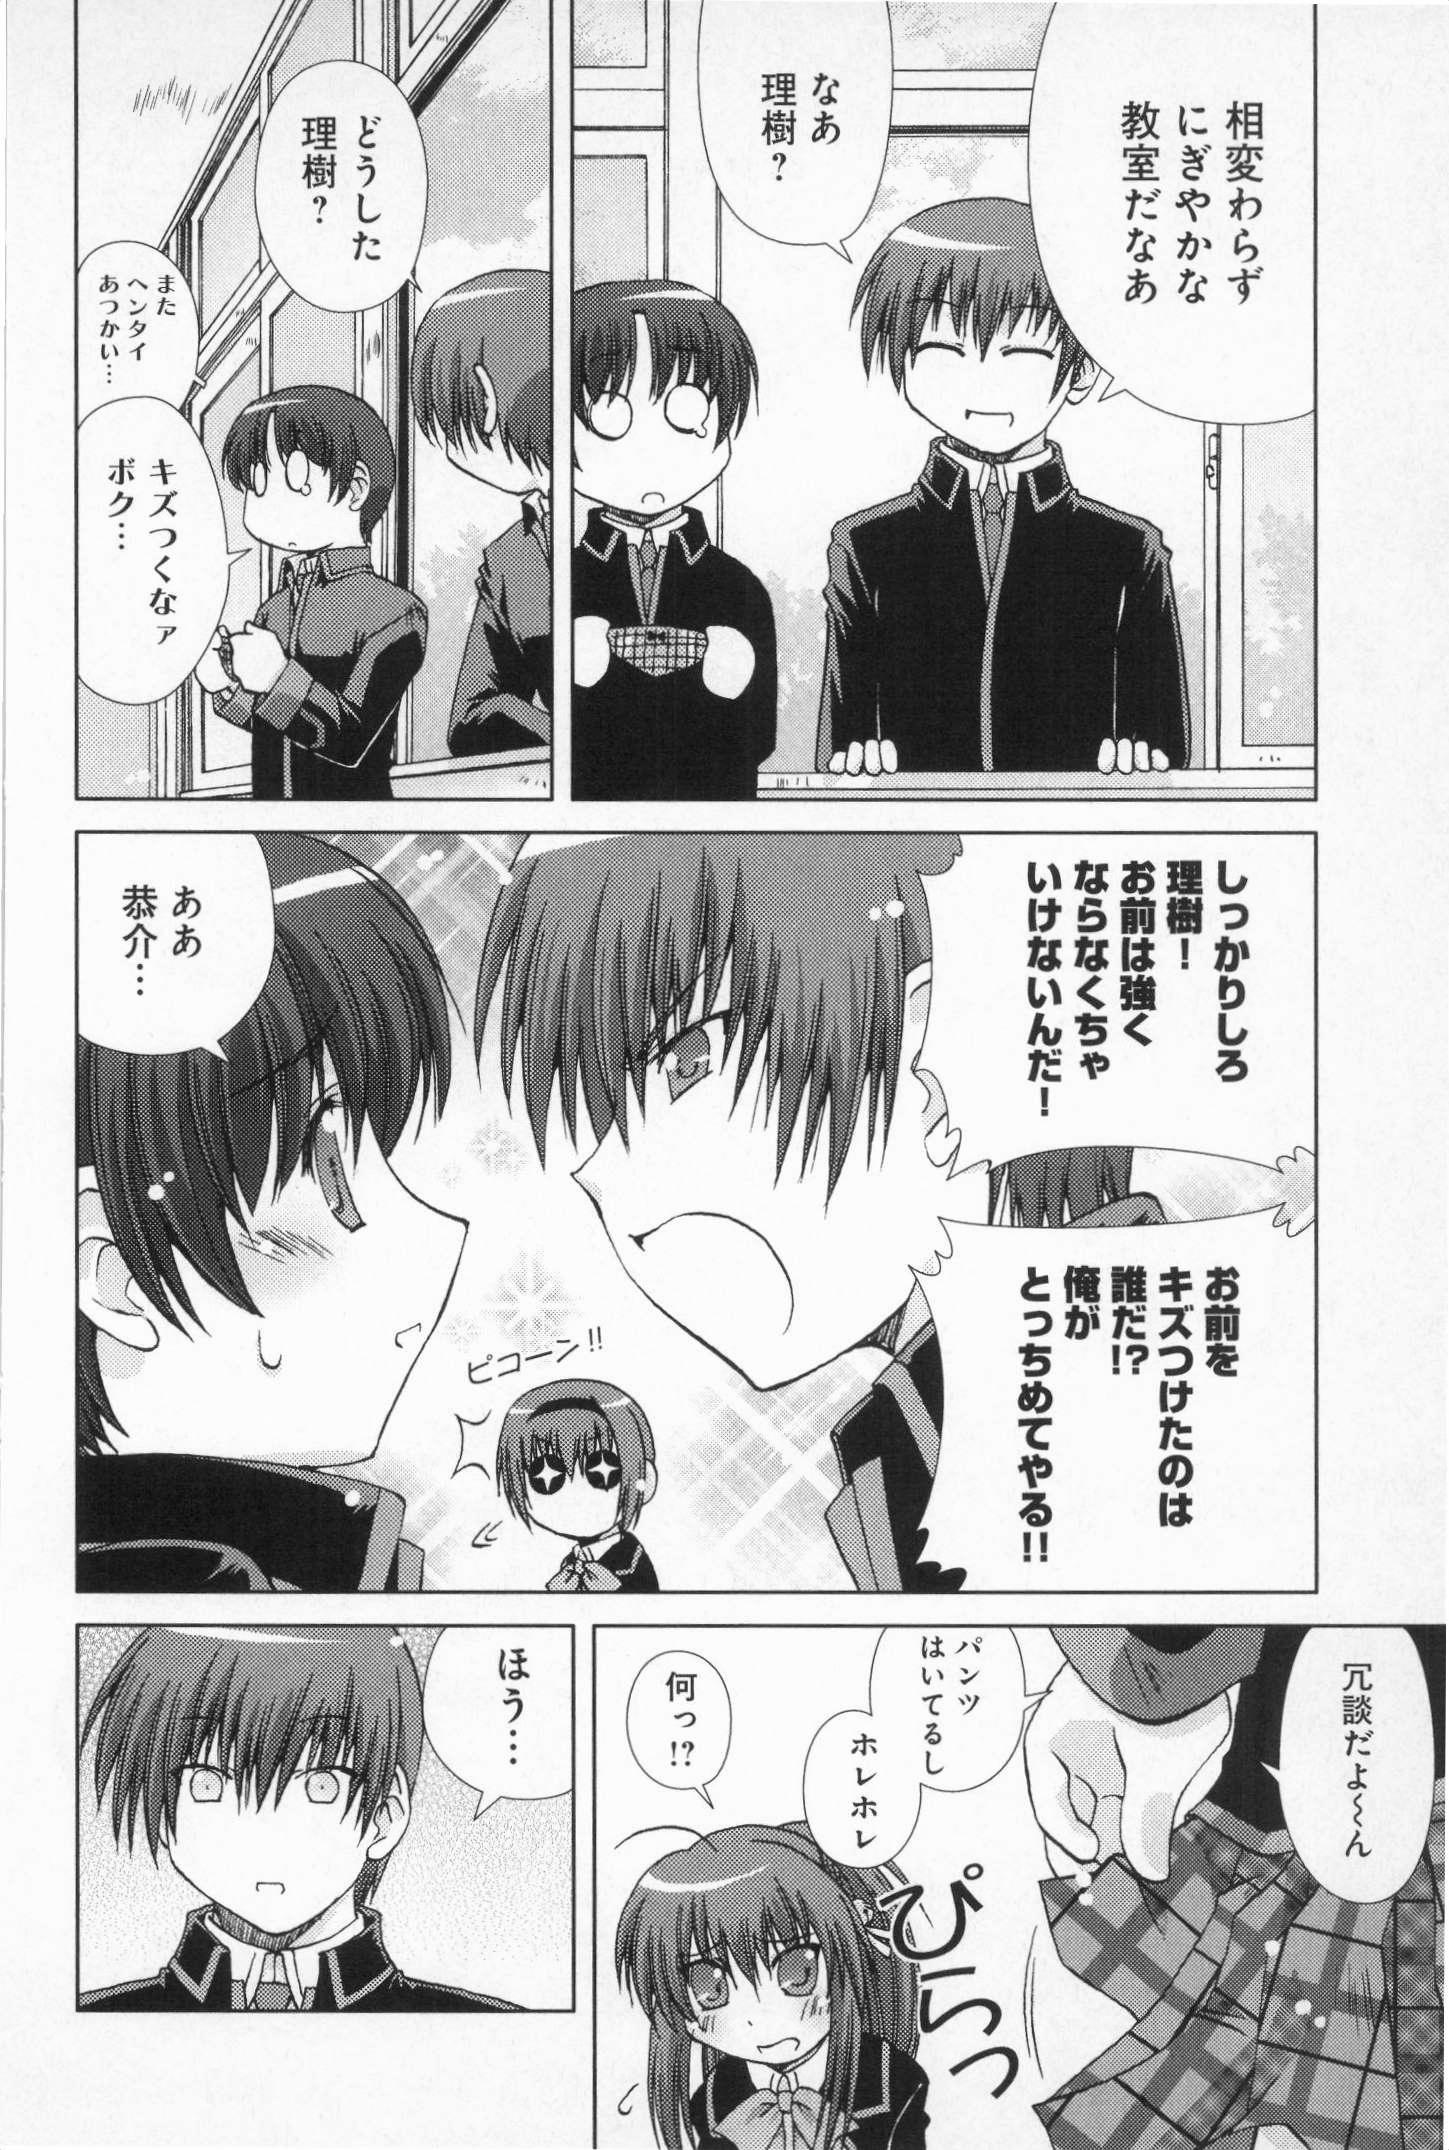 相変わらず
にぎやかな
教室だなあ
なあ
理樹？
どうした
理樹？
また
ヘンタイ
あつかい…
キズつくなァ
ボク…
しっかりしろ
理樹！
お前は強く
ならなくちゃ
いけないんだ！
お前を
キズつけたのは
誰だ!?
俺が
とっちめてやる!!
ああ
恭介…
ピコーン!!
冗談だよ〜ん
パンツ
はいてるし
ホレホレ
ぴらっ
何っ!?
ほう…